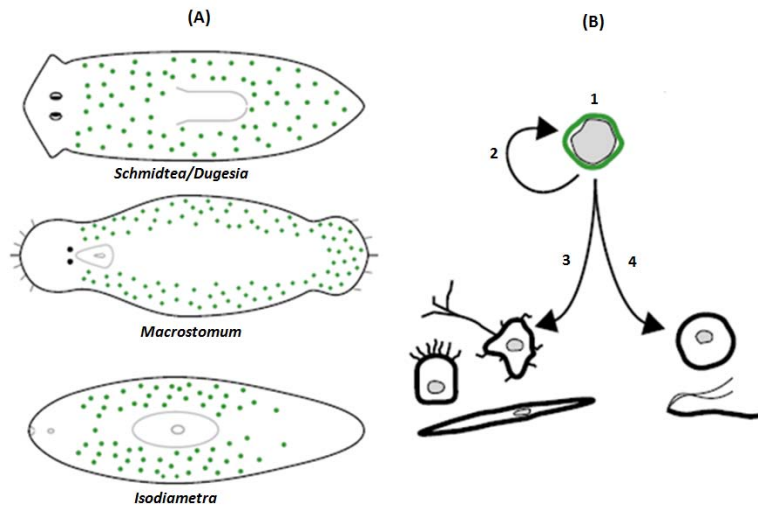 (A)
Schmidtea/Dugesia
Macrostomum
Isodiametra
(B)
1
2
3
4